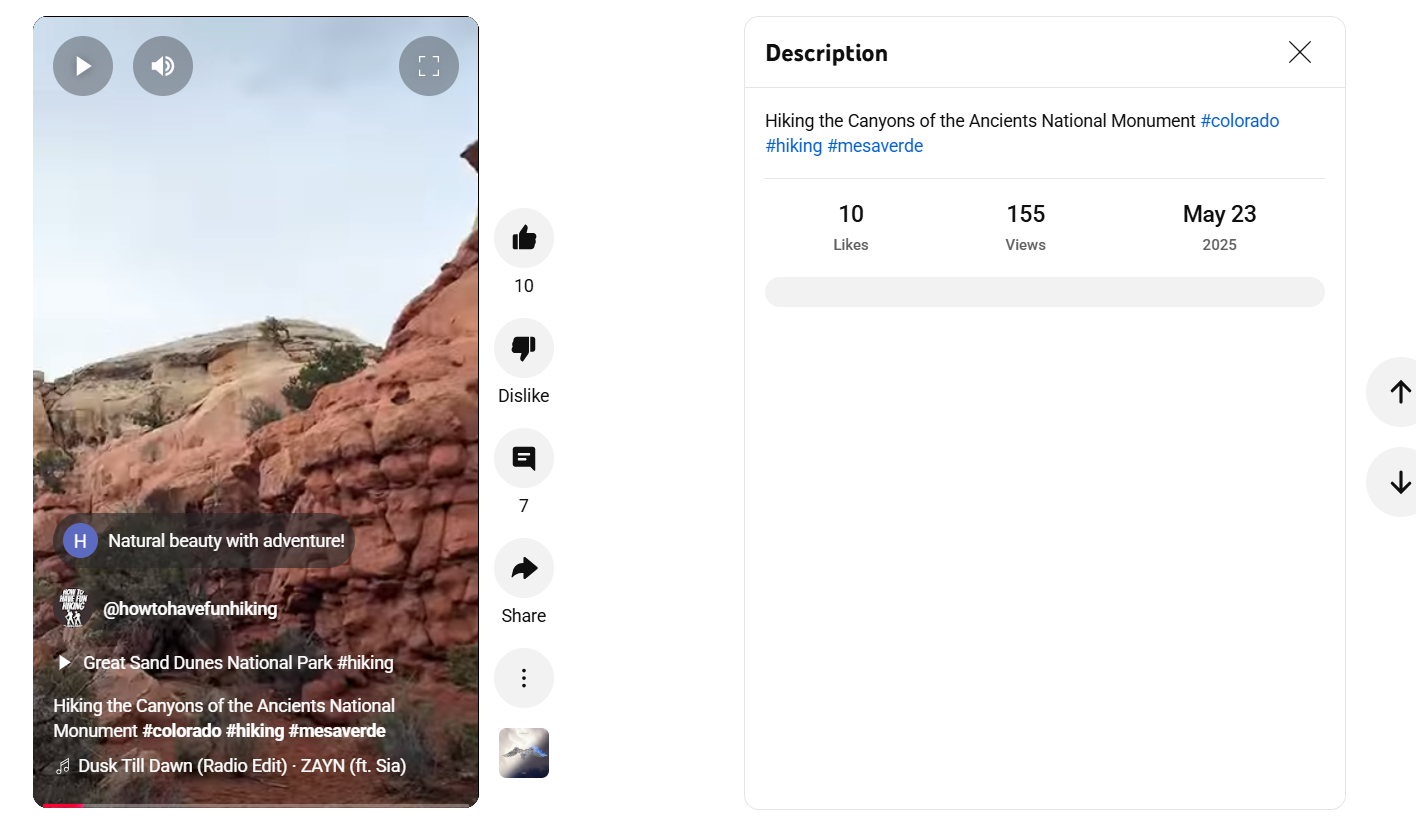 H Natural beauty with adventure!
HOW TO
HAVE FUN
HIKING
@howtohavefunhiking
Great Sand Dunes National Park #hiking
Hiking the Canyons of the Ancients National
Monument #colorado #hiking #mesaverde
Dusk Till Dawn (Radio Edit) · ZAYN (ft. Sia)
10
Dislike
7
Share
Description
Hiking the Canyons of the Ancients National Monument #colorado
#hiking #mesaverde
10 155 May 23
Likes Views 2025